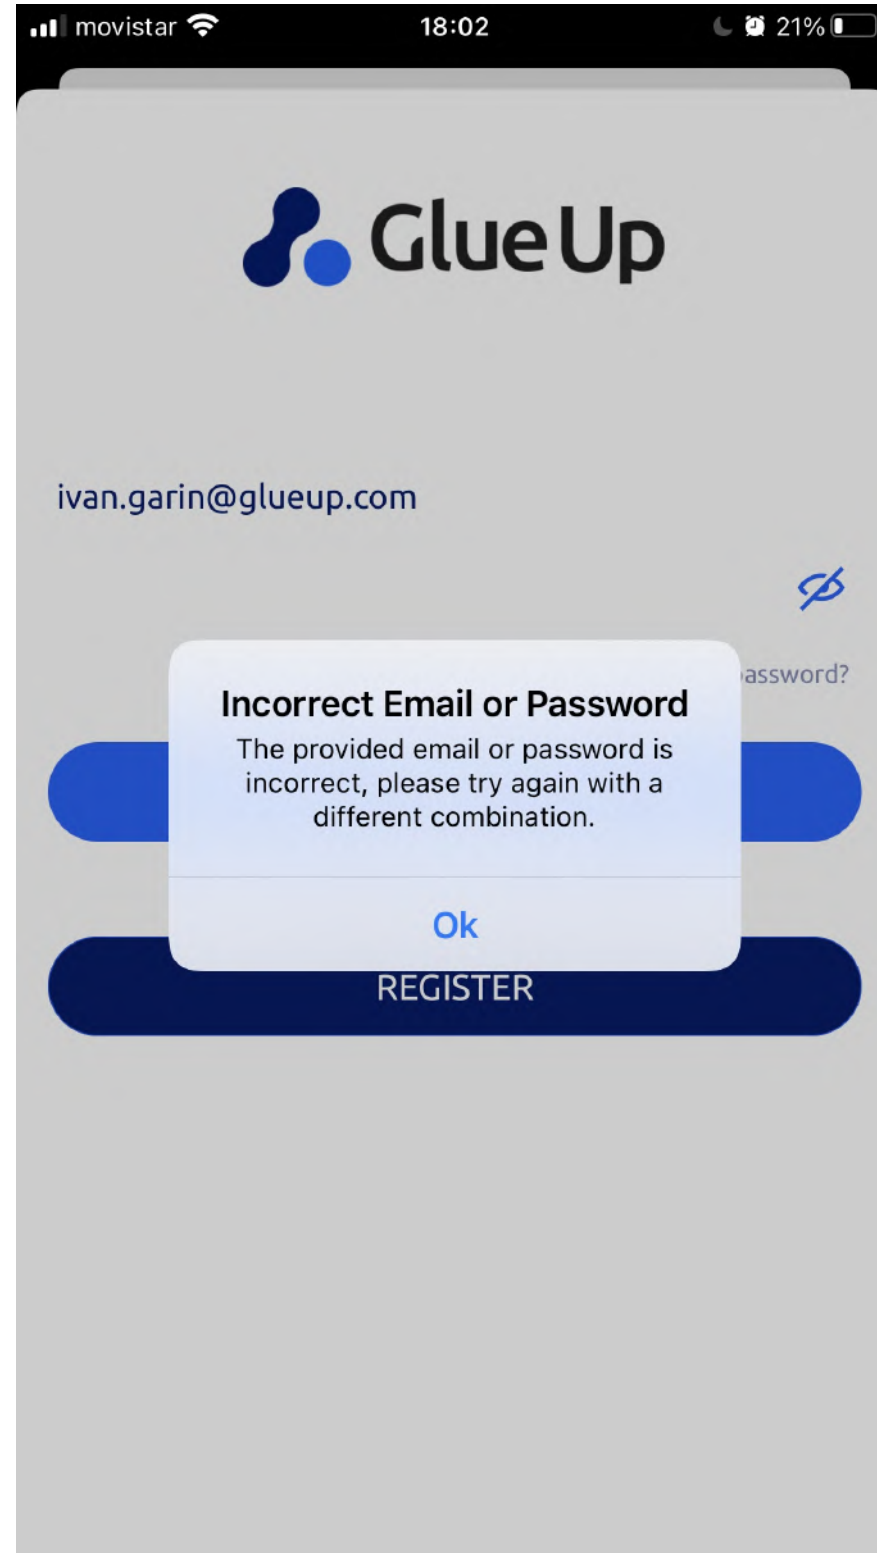 movistar 18:02 21%
Glue Up
ivan.garin@glueup.com
password?
Incorrect Email or Password
The provided email or password is
incorrect, please try again with a
different combination.
Ok
REGISTER